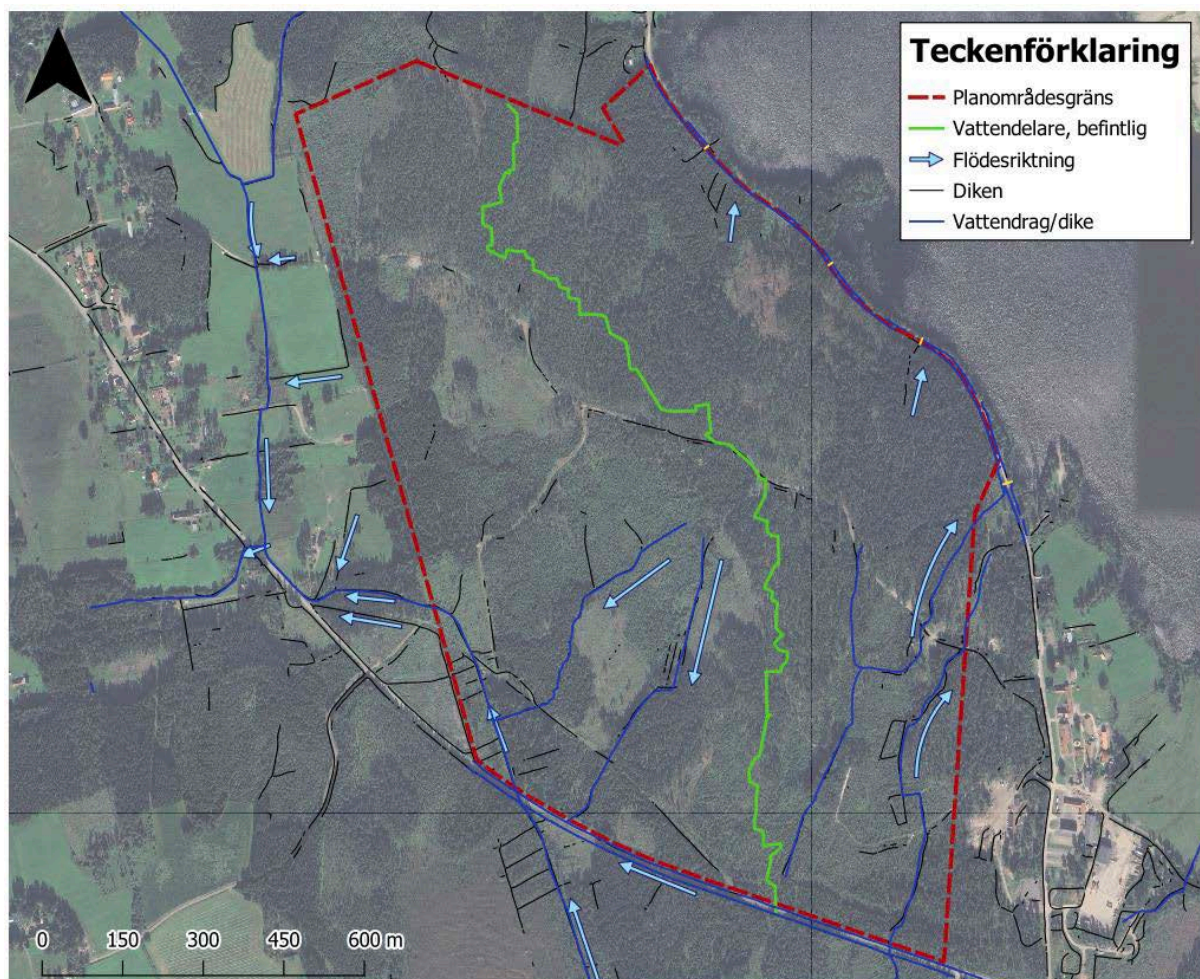 Teckenförklaring
Planområdesgräns
Vattendelare, befintlig
Flödesriktning
Diken
Vattendrag/dike
0 150 300 450 600 m